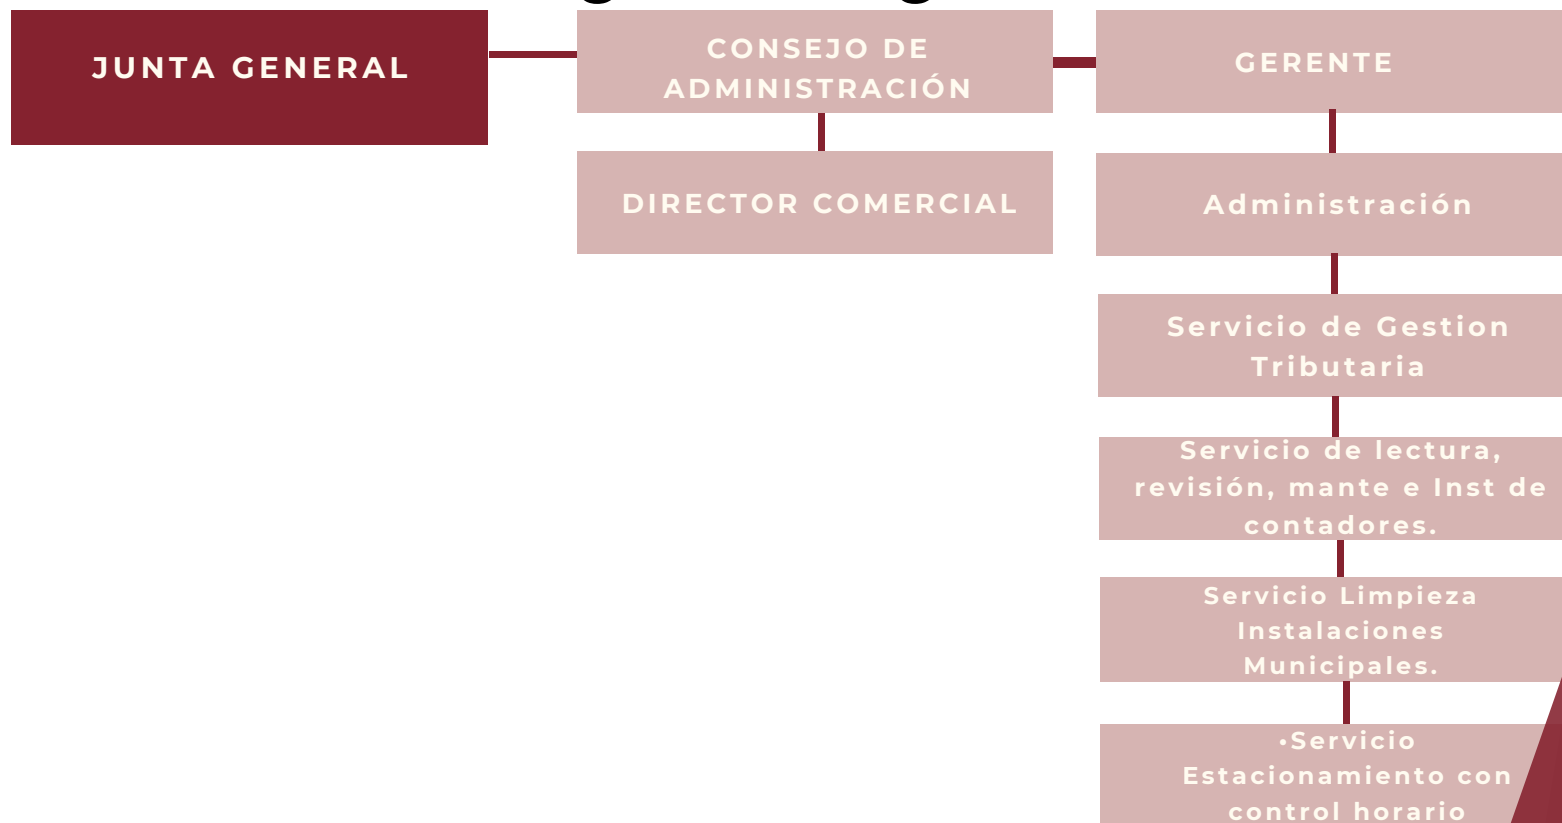 JUNTA GENERAL
CONSEJO DE
ADMINISTRACIÓN
GERENTE
DIRECTOR COMERCIAL
Administración
Servicio de Gestion
Tributaria
Servicio de lectura,
revisión, mante e Inst de
contadores.
Servicio Limpieza
Instalaciones
Municipales.
•Servicio
Estacionamiento con
control horario